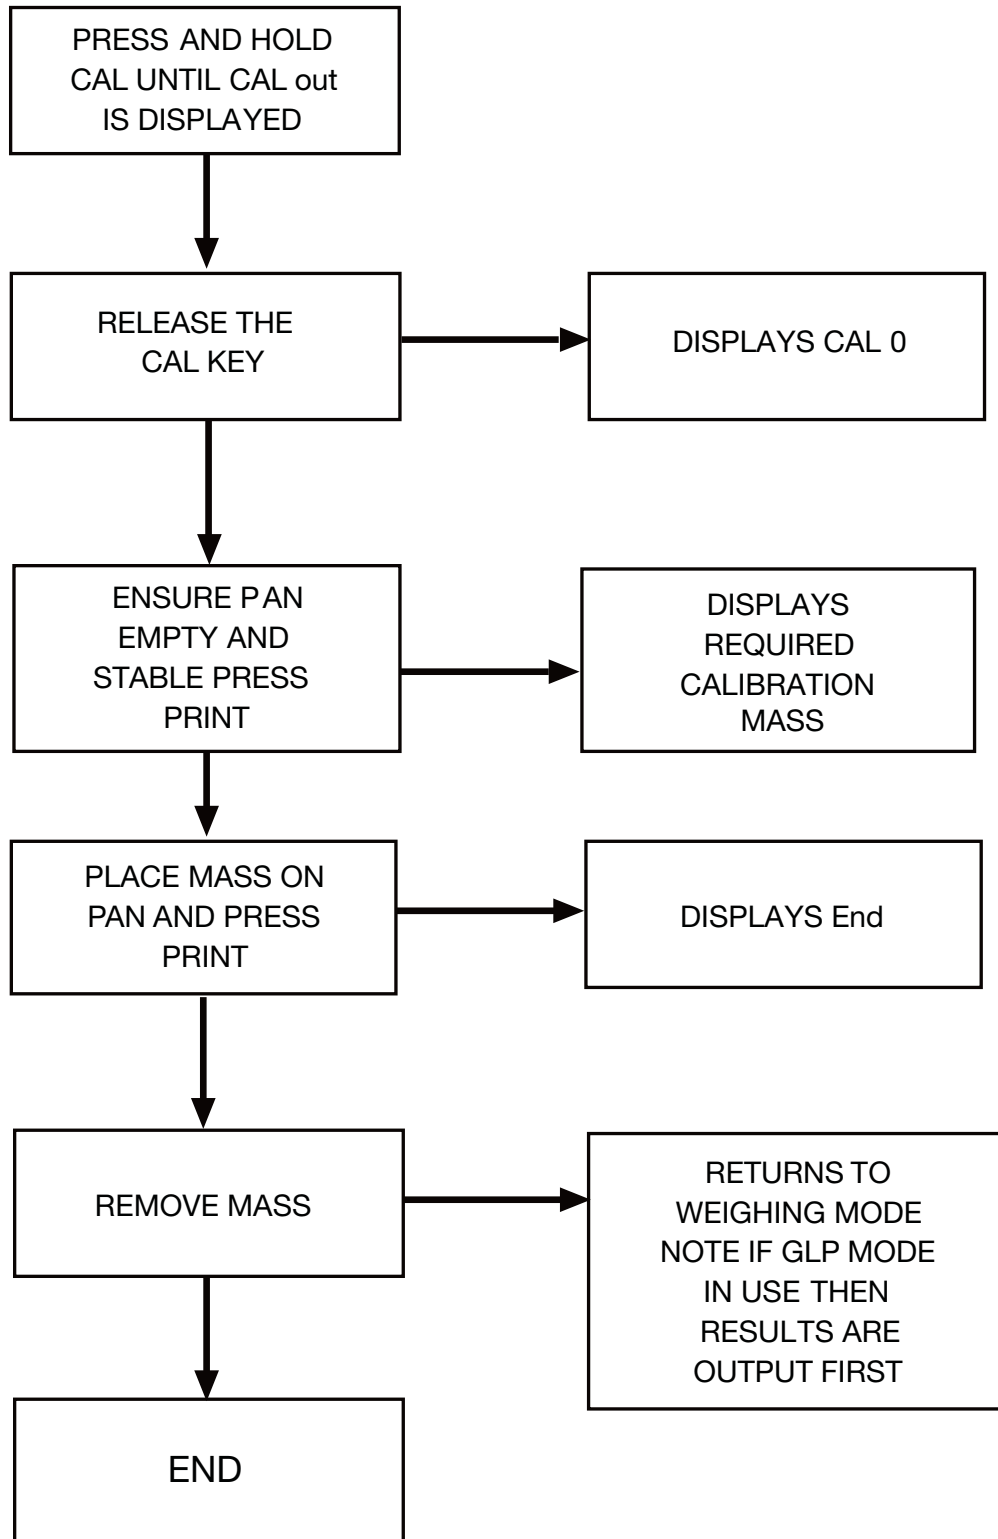 PRESS AND HOLD
CAL UNTIL CAL out
IS DISPLAYED
RELEASE THE
CAL KEY
DISPLAYS CAL 0
ENSURE PAN
EMPTY AND
STABLE PRESS
PRINT
DISPLAYS
REQUIRED
CALIBRATION
MASS
PLACE MASS ON
PAN AND PRESS
PRINT
DISPLAYS End
REMOVE MASS
RETURNS TO
WEIGHING MODE
NOTE IF GLP MODE
IN USE THEN
RESULTS ARE
OUTPUT FIRST
END